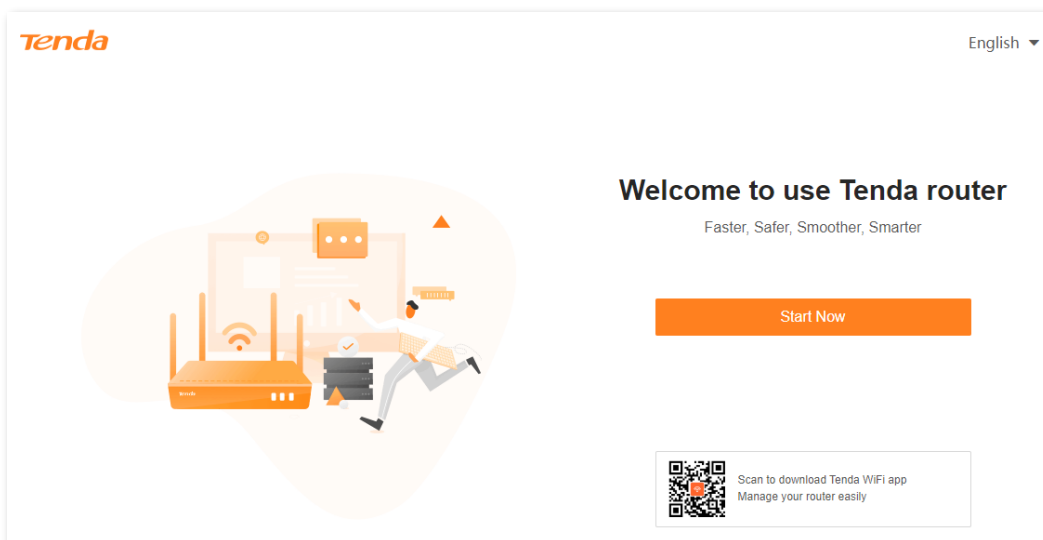 Tenda
English
Welcome to use Tenda router
Faster, Safer, Smoother, Smarter
Start Now
Tenda
Scan to download Tenda WiFi app
Manage your router easily